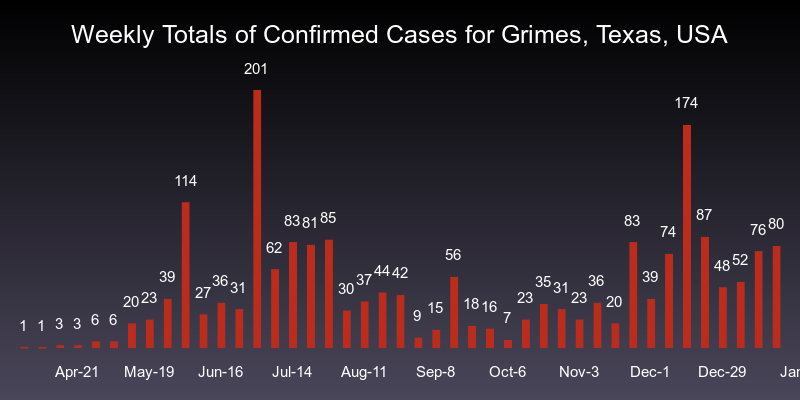 Weekly Totals of Confirmed Cases for Grimes, Texas, USA
1 1 3 3 6 6 20 23 39 114 27 36 31 201 62 83 81 85 30 37 44 42 9 15 56 18 16 7 23 35 31 23 36 20 83 39 74 174 87 48 52 76 80
Apr-21 May-19 Jun-16 Jul-14 Aug-11 Sep-8 Oct-6 Nov-3 Dec-1 Dec-29 Jan